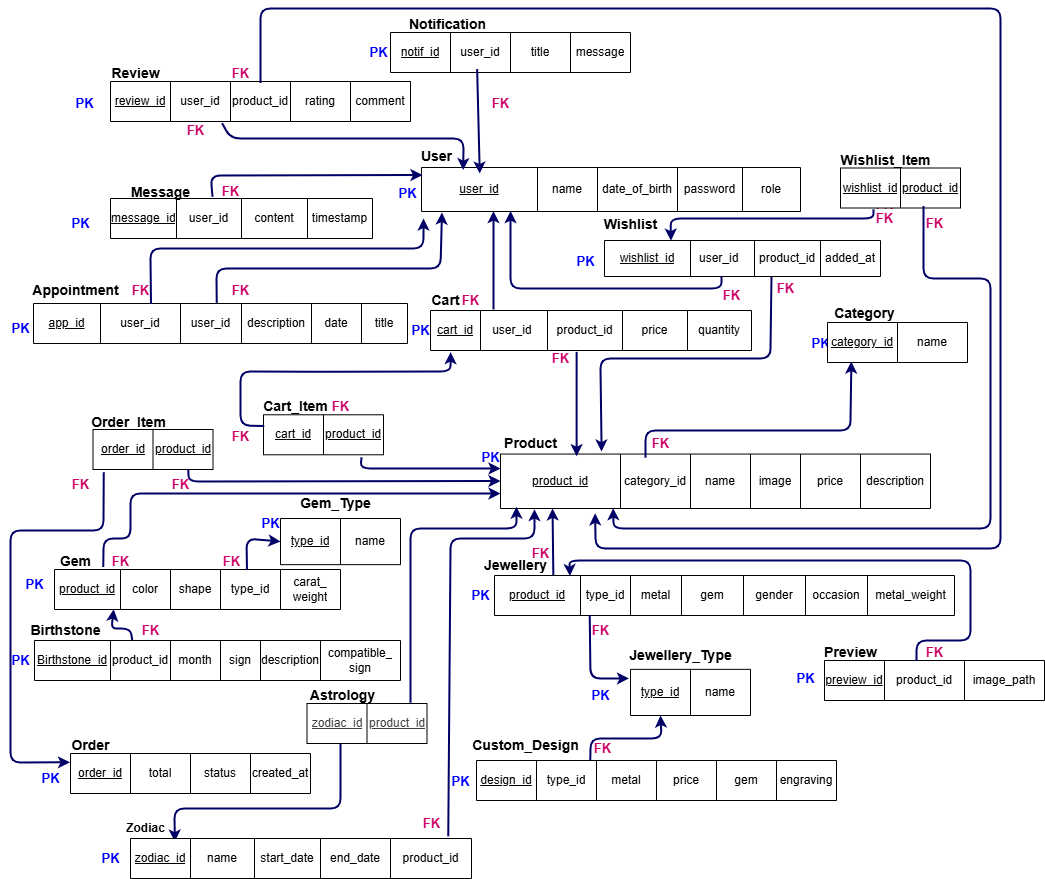 Notification
PK notif_id user_id title message
FK
Review FK
PK review_id user_id product_id rating comment
FK
User
PK user_id name date_of_birth password role
Wishlist_Item
wishlist_id product_id
FK FK
Message FK
PK message_id user_id content timestamp
Wishlist
PK wishlist_id user_id product_id added_at
FK FK
Appointment FK FK
PK app_id user_id user_id description date title
Cart FK
PK cart_id user_id product_id price quantity
FK
Category
PK category_id name
Cart_Item FK
FK cart_id product_id
Order_Item
order_id product_id
FK FK
Product FK
PK product_id category_id name image price description
Gem_Type
PK type_id name
Gem FK FK
PK product_id color shape type_id carat_
weight
FK
Jewellery
PK product_id type_id metal gem gender occasion metal_weight
FK
Birthstone FK
PK Birthstone_id product_id month sign description compatible_
sign
Jewellery_Type
PK type_id name
Preview FK
PK preview_id product_id image_path
Astrology
zodiac_id product_id
Order
PK order_id total status created_at
Custom_Design FK
PK design_id type_id metal price gem engraving
Zodiac FK
PK zodiac_id name start_date end_date product_id